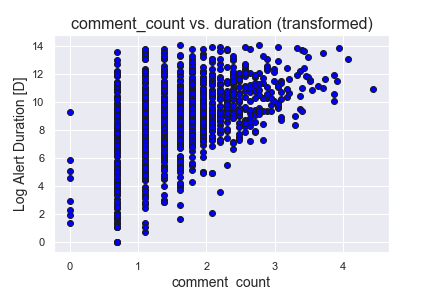 comment_count vs. duration (transformed)
14
12
10
8
6
4
2
0
Log Alert Duration [D]
0 1 2 3 4
comment_count